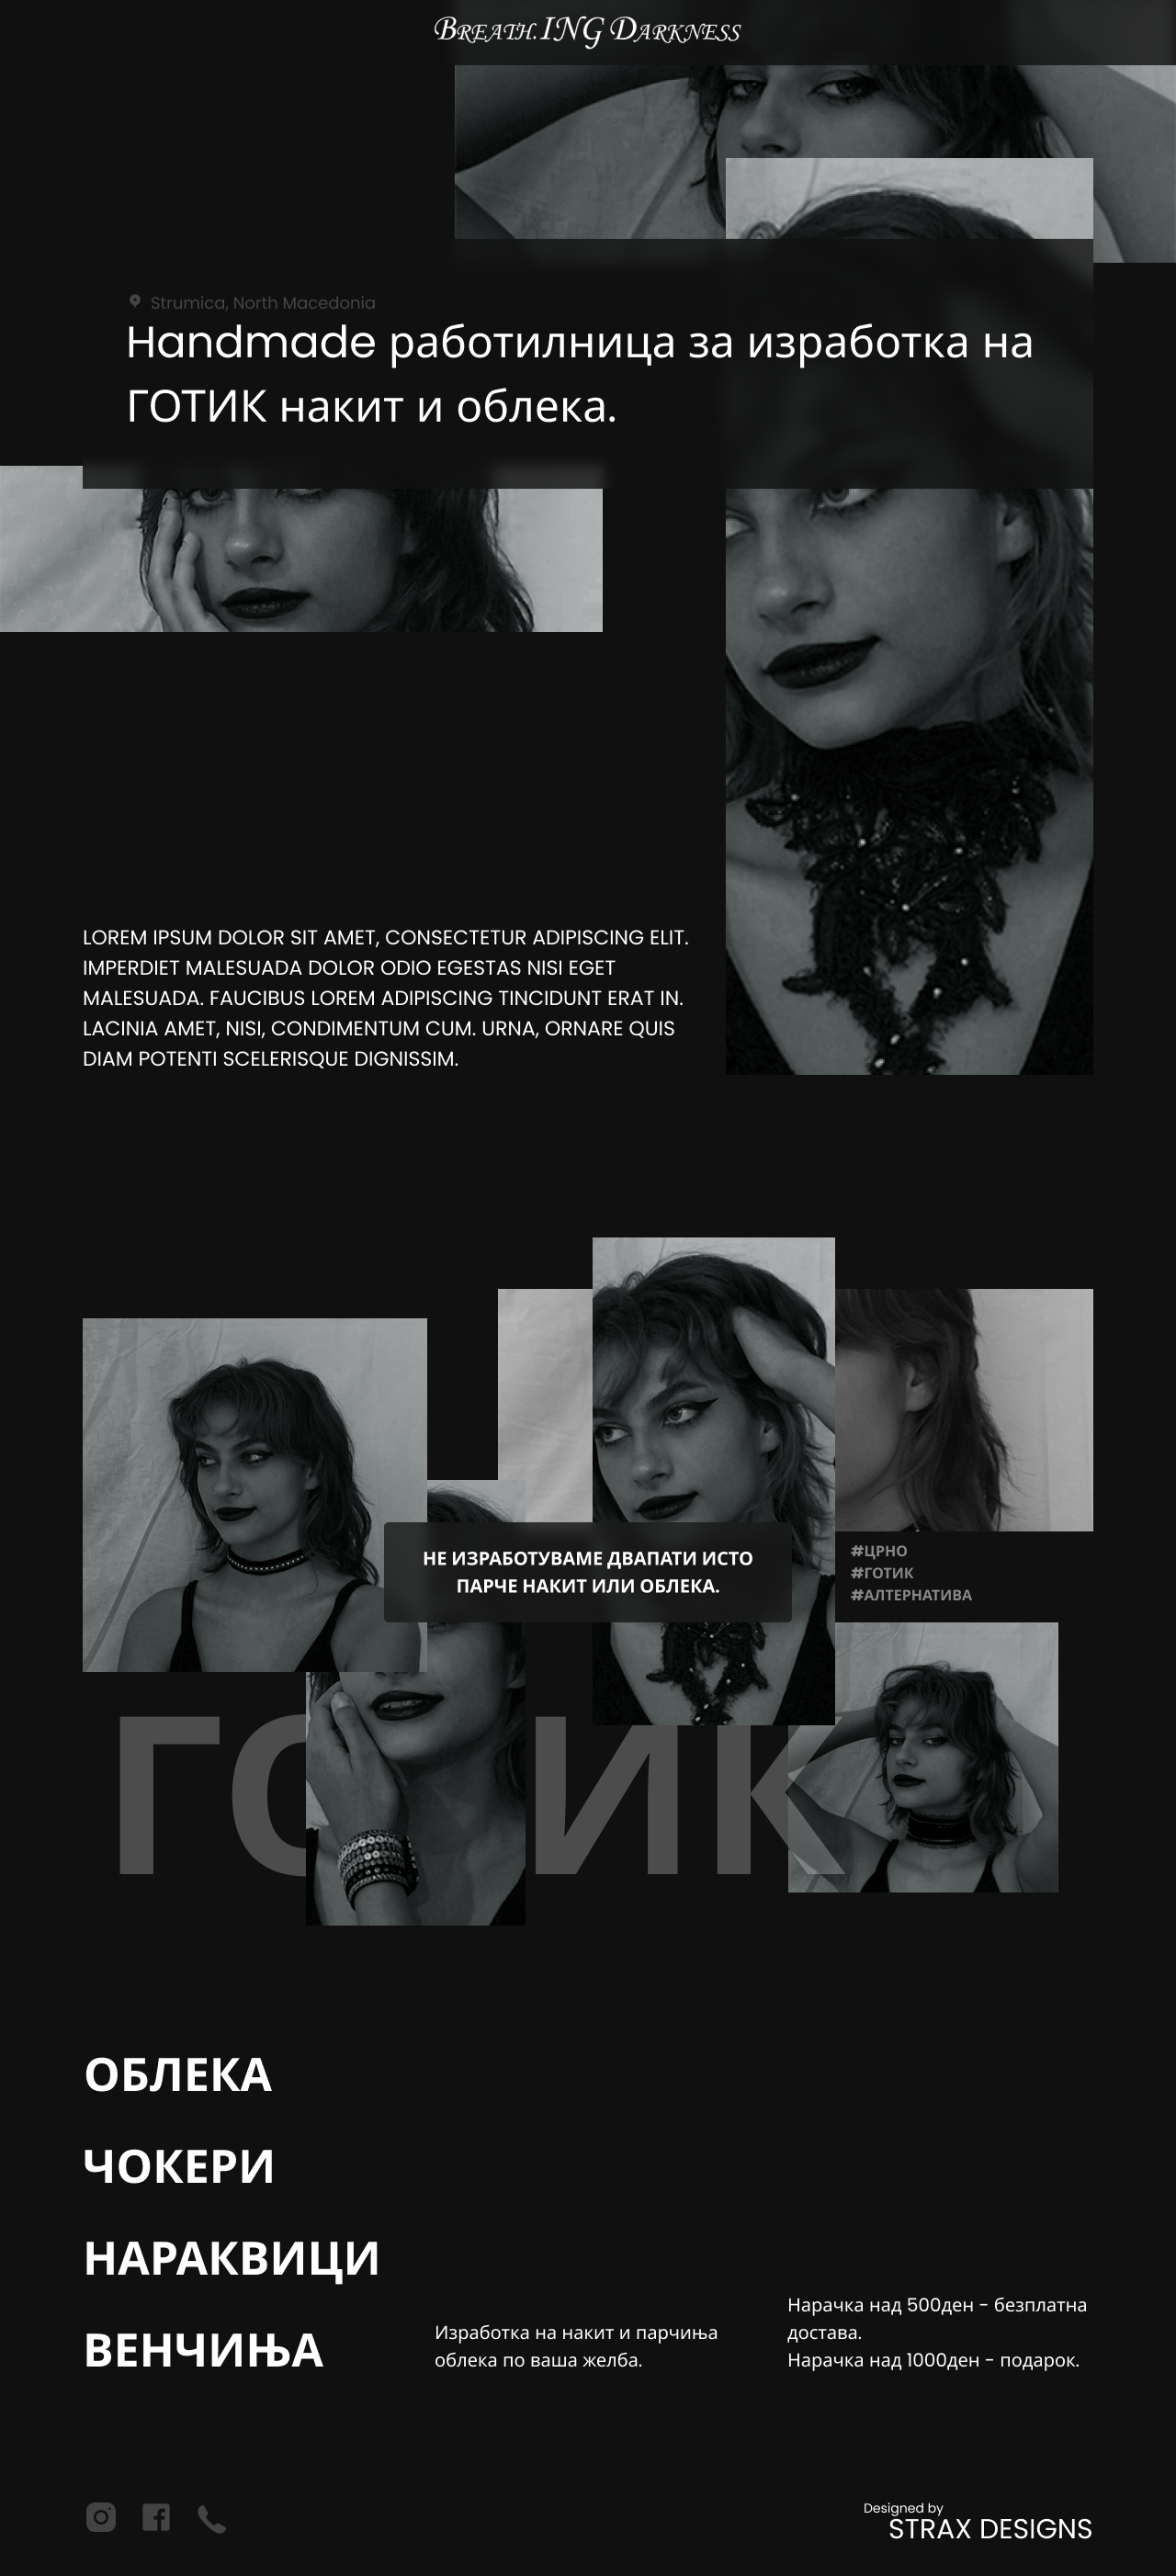 BREATH.ING DARKNESS
Strumica, North Macedonia
Handmade работилница за изработка на
ГОТИК накит и облека.
LOREM IPSUM DOLOR SIT AMET, CONSECTETUR ADIPISCING ELIT.
IMPERDIET MALESUADA DOLOR ODIO EGESTAS NISI EGET
MALESUADA. FAUCIBUS LOREM ADIPISCING TINCIDUNT ERAT IN.
LACINIA AMET, NISI, CONDIMENTUM CUM. URNA, ORNARE QUIS
DIAM POTENTI SCELERISQUE DIGNISSIM.
НЕ ИЗРАБОТУВАМЕ ДВАПАТИ ИСТО
ПАРЧЕ НАКИТ ИЛИ ОБЛЕКА.
#ЦРНО
#ГОТИК
#АЛТЕРНАТИВА
ГОТИК
ОБЛЕКА
ЧОКЕРИ
НАРАКВИЦИ
ВЕНЧИЊА
Изработка на накит и парчиња
облека по ваша желба.
Нарачка над 500ден - безплатна
достава.
Нарачка над 1000ден - подарок.
Designed by
STRAX DESIGNS